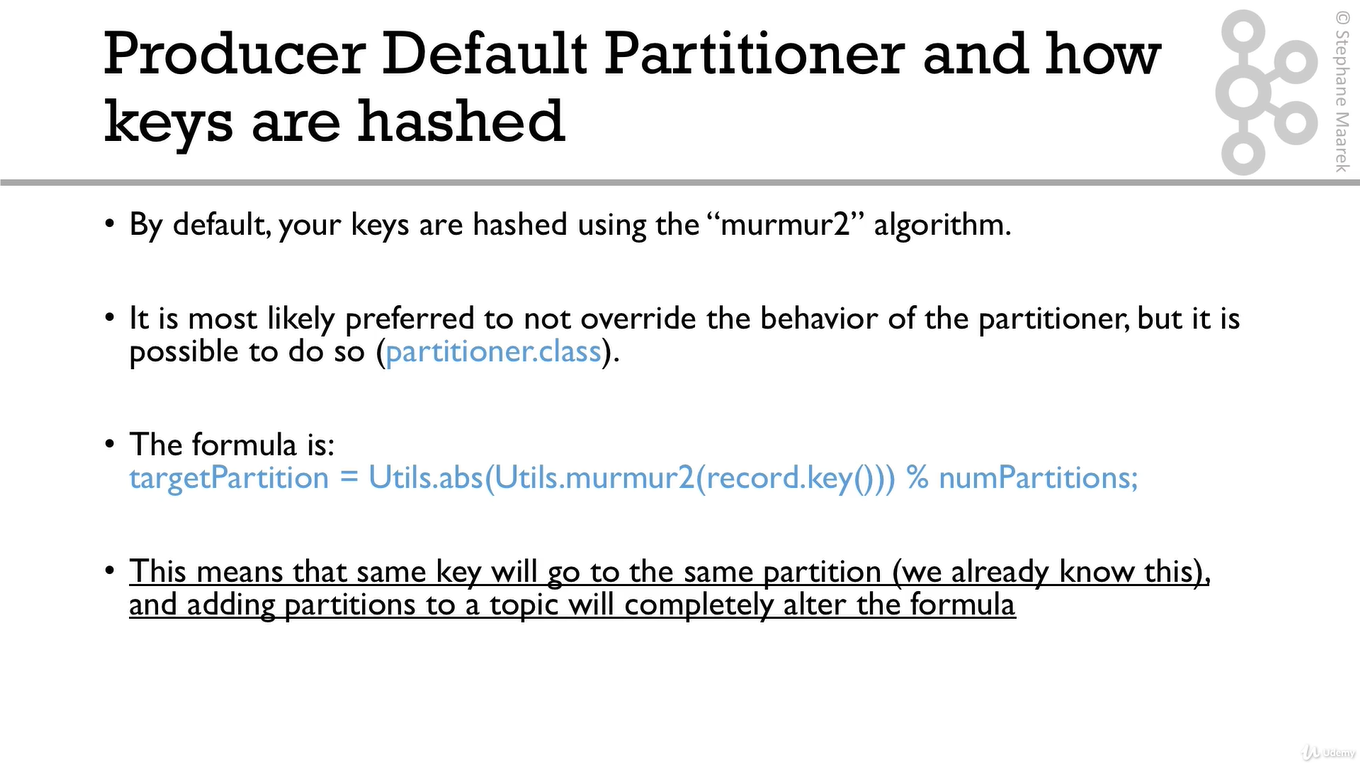 Producer Default Partitioner and how
keys are hashed
© Stephane Maarek
• By default, your keys are hashed using the “murmur2” algorithm.
• It is most likely preferred to not override the behavior of the partitioner, but it is
possible to do so (partitioner.class).
• The formula is:
targetPartition = Utils.abs(Utils.murmur2(record.key())) % numPartitions;
• This means that same key will go to the same partition (we already know this),
and adding partitions to a topic will completely alter the formula
Udemy